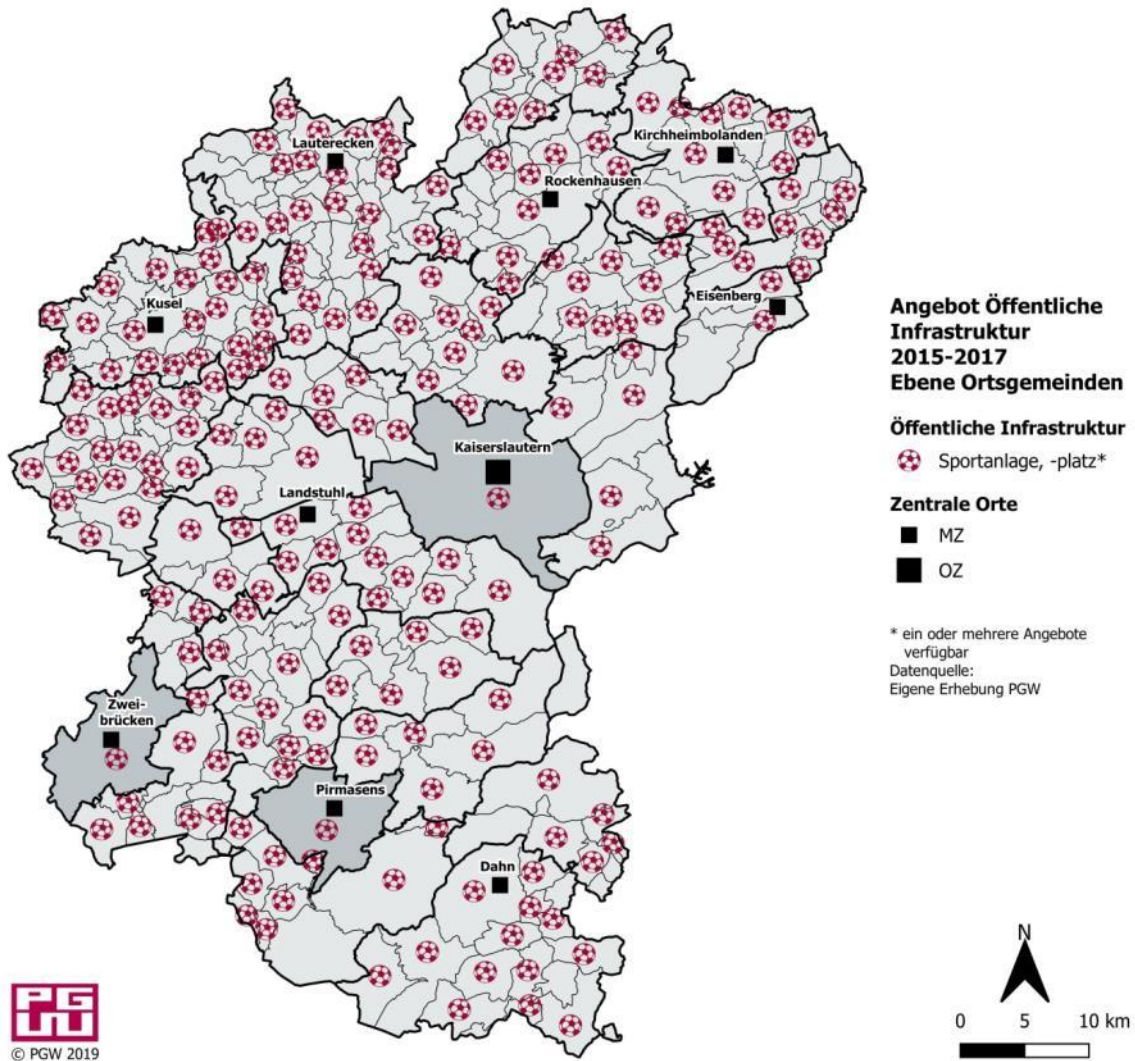 Kirchheimbolanden
Lauterecken
Rockenhausen
Eisenberg
Kusel
Kaiserslautern
Landstuhl
Zwei-
brücken
Pirmasens
Dahn
Angebot Öffentliche
Infrastruktur
2015-2017
Ebene Ortsgemeinden
Öffentliche Infrastruktur
Sportanlage, -platz*
Zentrale Orte
MZ
OZ
* ein oder mehrere Angebote
verfügbar
Datenquelle:
Eigene Erhebung PGW
N
0 5 10 km
PGW
© PGW 2019